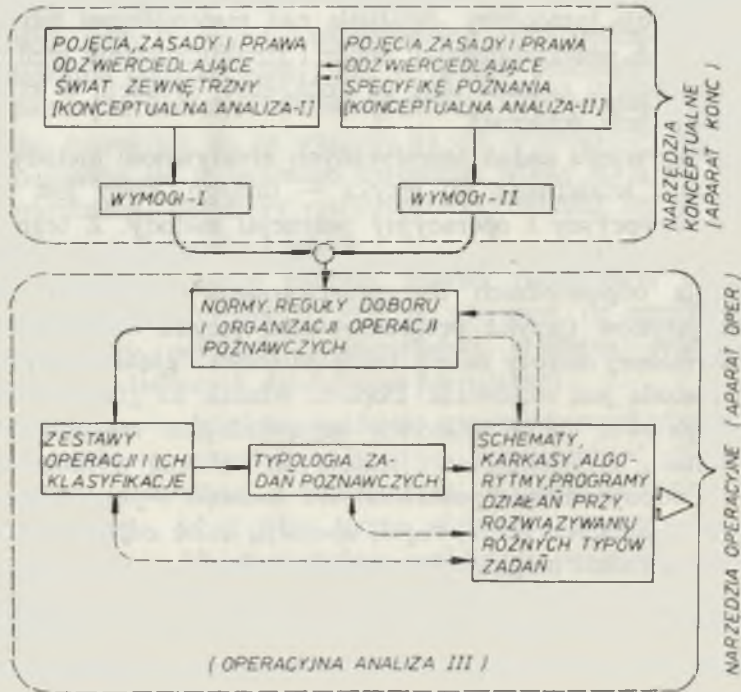 POJĘCIA, ZASADY I PRAWA
ODZWIERCIEDLAJĄCE
ŚWIAT ZEWNĘTRZNY
[KONCEPTUALNA ANALIZA-I]
POJĘCIA, ZASADY I PRAWA
ODZWIERCIEDLAJĄCE
SPECYFIKĘ POZNANIA
[KONCEPTUALNA ANALIZA-II]
WYMOGI-I
WYMOGI-II
NARZĘDZIA
KONCEPTUALNE
(APARAT KONC)
NORMY, REGUŁY DOBORU
I ORGANIZACJI OPERACJI
POZNAWCZYCH
ZESTAWY
OPERACJI I ICH
KLASYFIKACJE
TYPOLOGIA ZA-
DAŃ POZNAWCZYCH
SCHEMATY,
KARKASY, ALGO-
RYTMY, PROGRAMY
DZIAŁAŃ PRZY
ROZWIĄZYWANIU
RÓŻNYCH TYPÓW
ZADAŃ
(OPERACYJNA ANALIZA III)
NARZEDZIA OPERACYJNE (APARAT OPER)